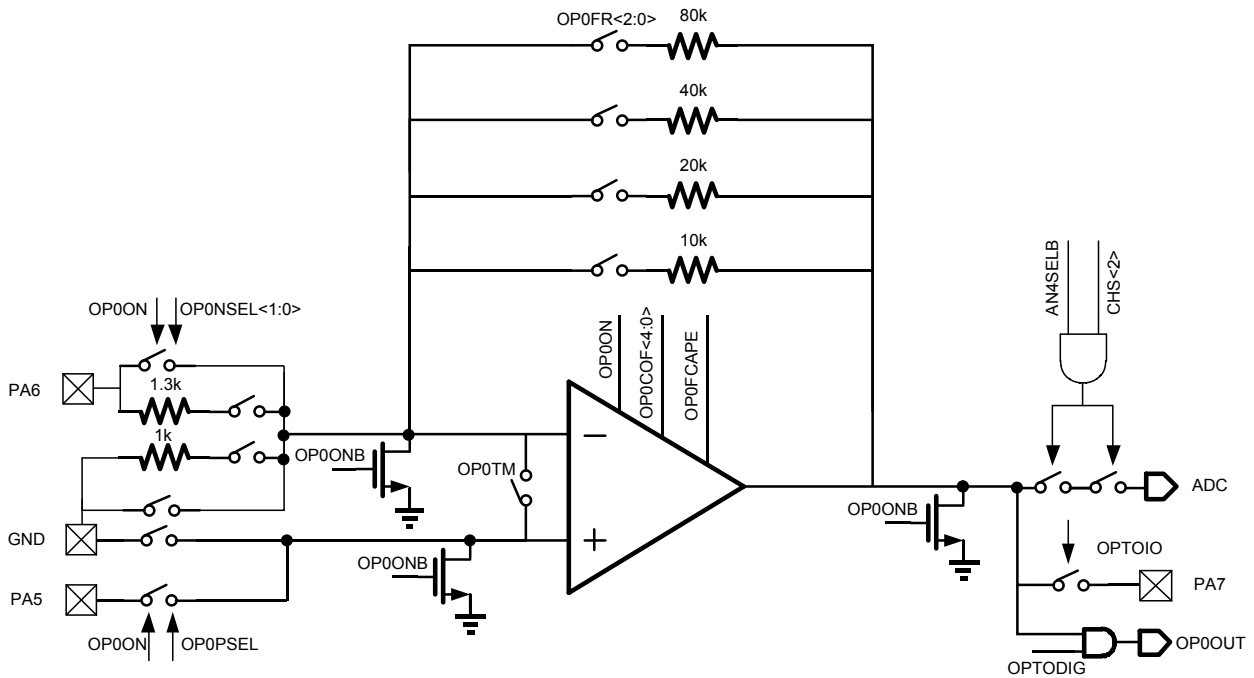 OP0FR<2:0>
80k
40k
20k
10k
AN4SELB
CHS<2>
OP0ON
OP0NSEL<1:0>
OP0ON
OP0COF<4:0>
OP0FCAPE
PA6
1.3k
1k
OP0ONB
OP0TM
OP0ONB
ADC
GND
OP0ONB
OPTOIO
PA5
PA7
OP0ON
OP0PSEL
OPTODIG
OP0OUT